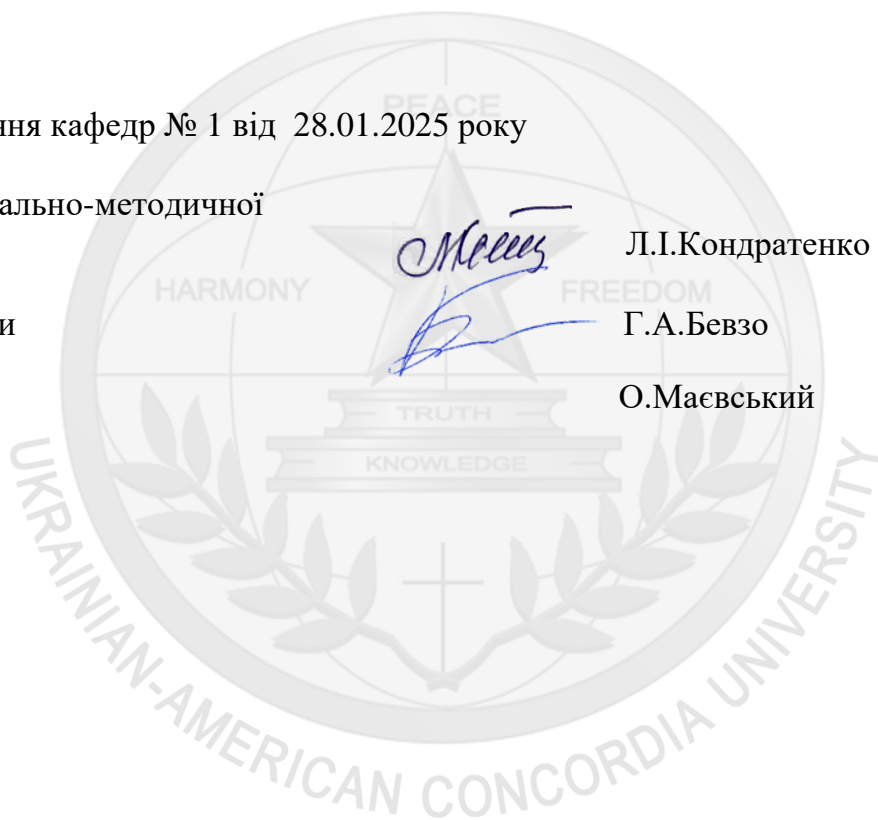 PEACE
ння кафедр № 1 від 28.01.2025 року
ально-методичної
Л.І.Кондратенко
HARMONY
FREEDOM
и
Г.А.Бевзо
О.Маєвський
TRUTH
KNOWLEDGE
UKRAINIAN-AMERICAN CONCORDIA UNIVERSITY